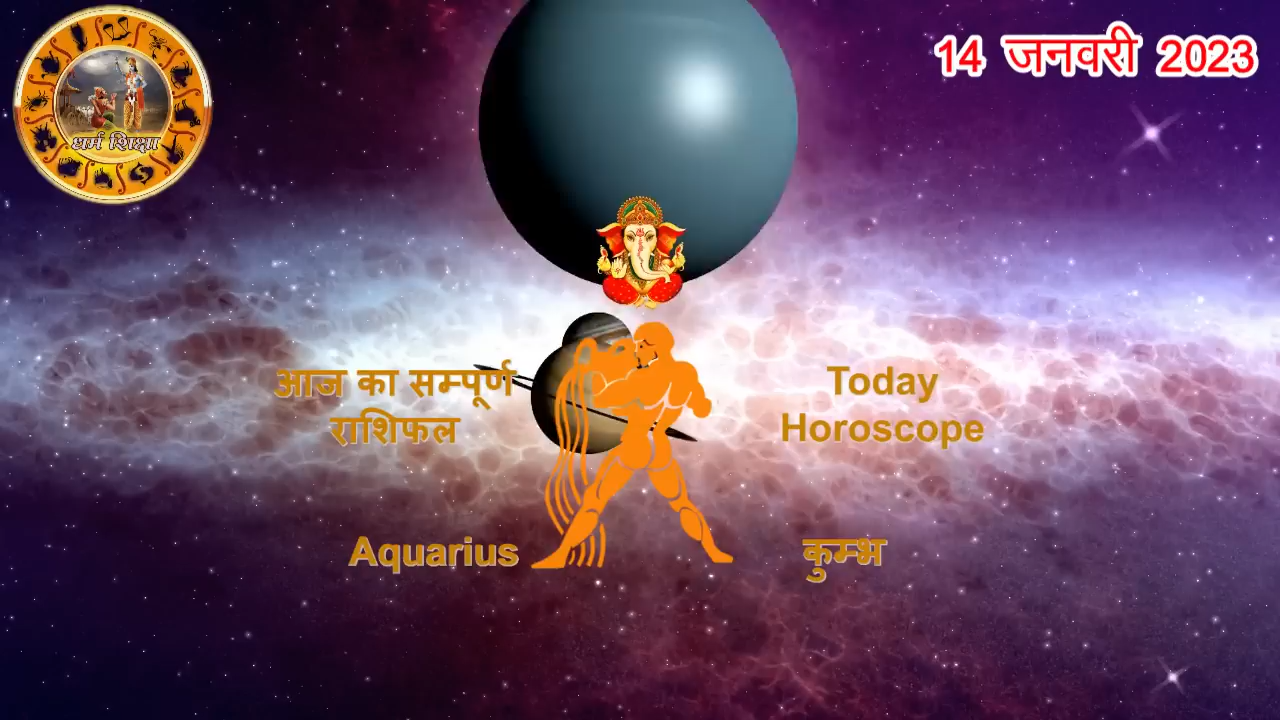 14 जनवरी 2023
धर्म शिक्षा
आज का सम्पूर्ण
राशिफल
Today
Horoscope
Aquarius
कुम्भ